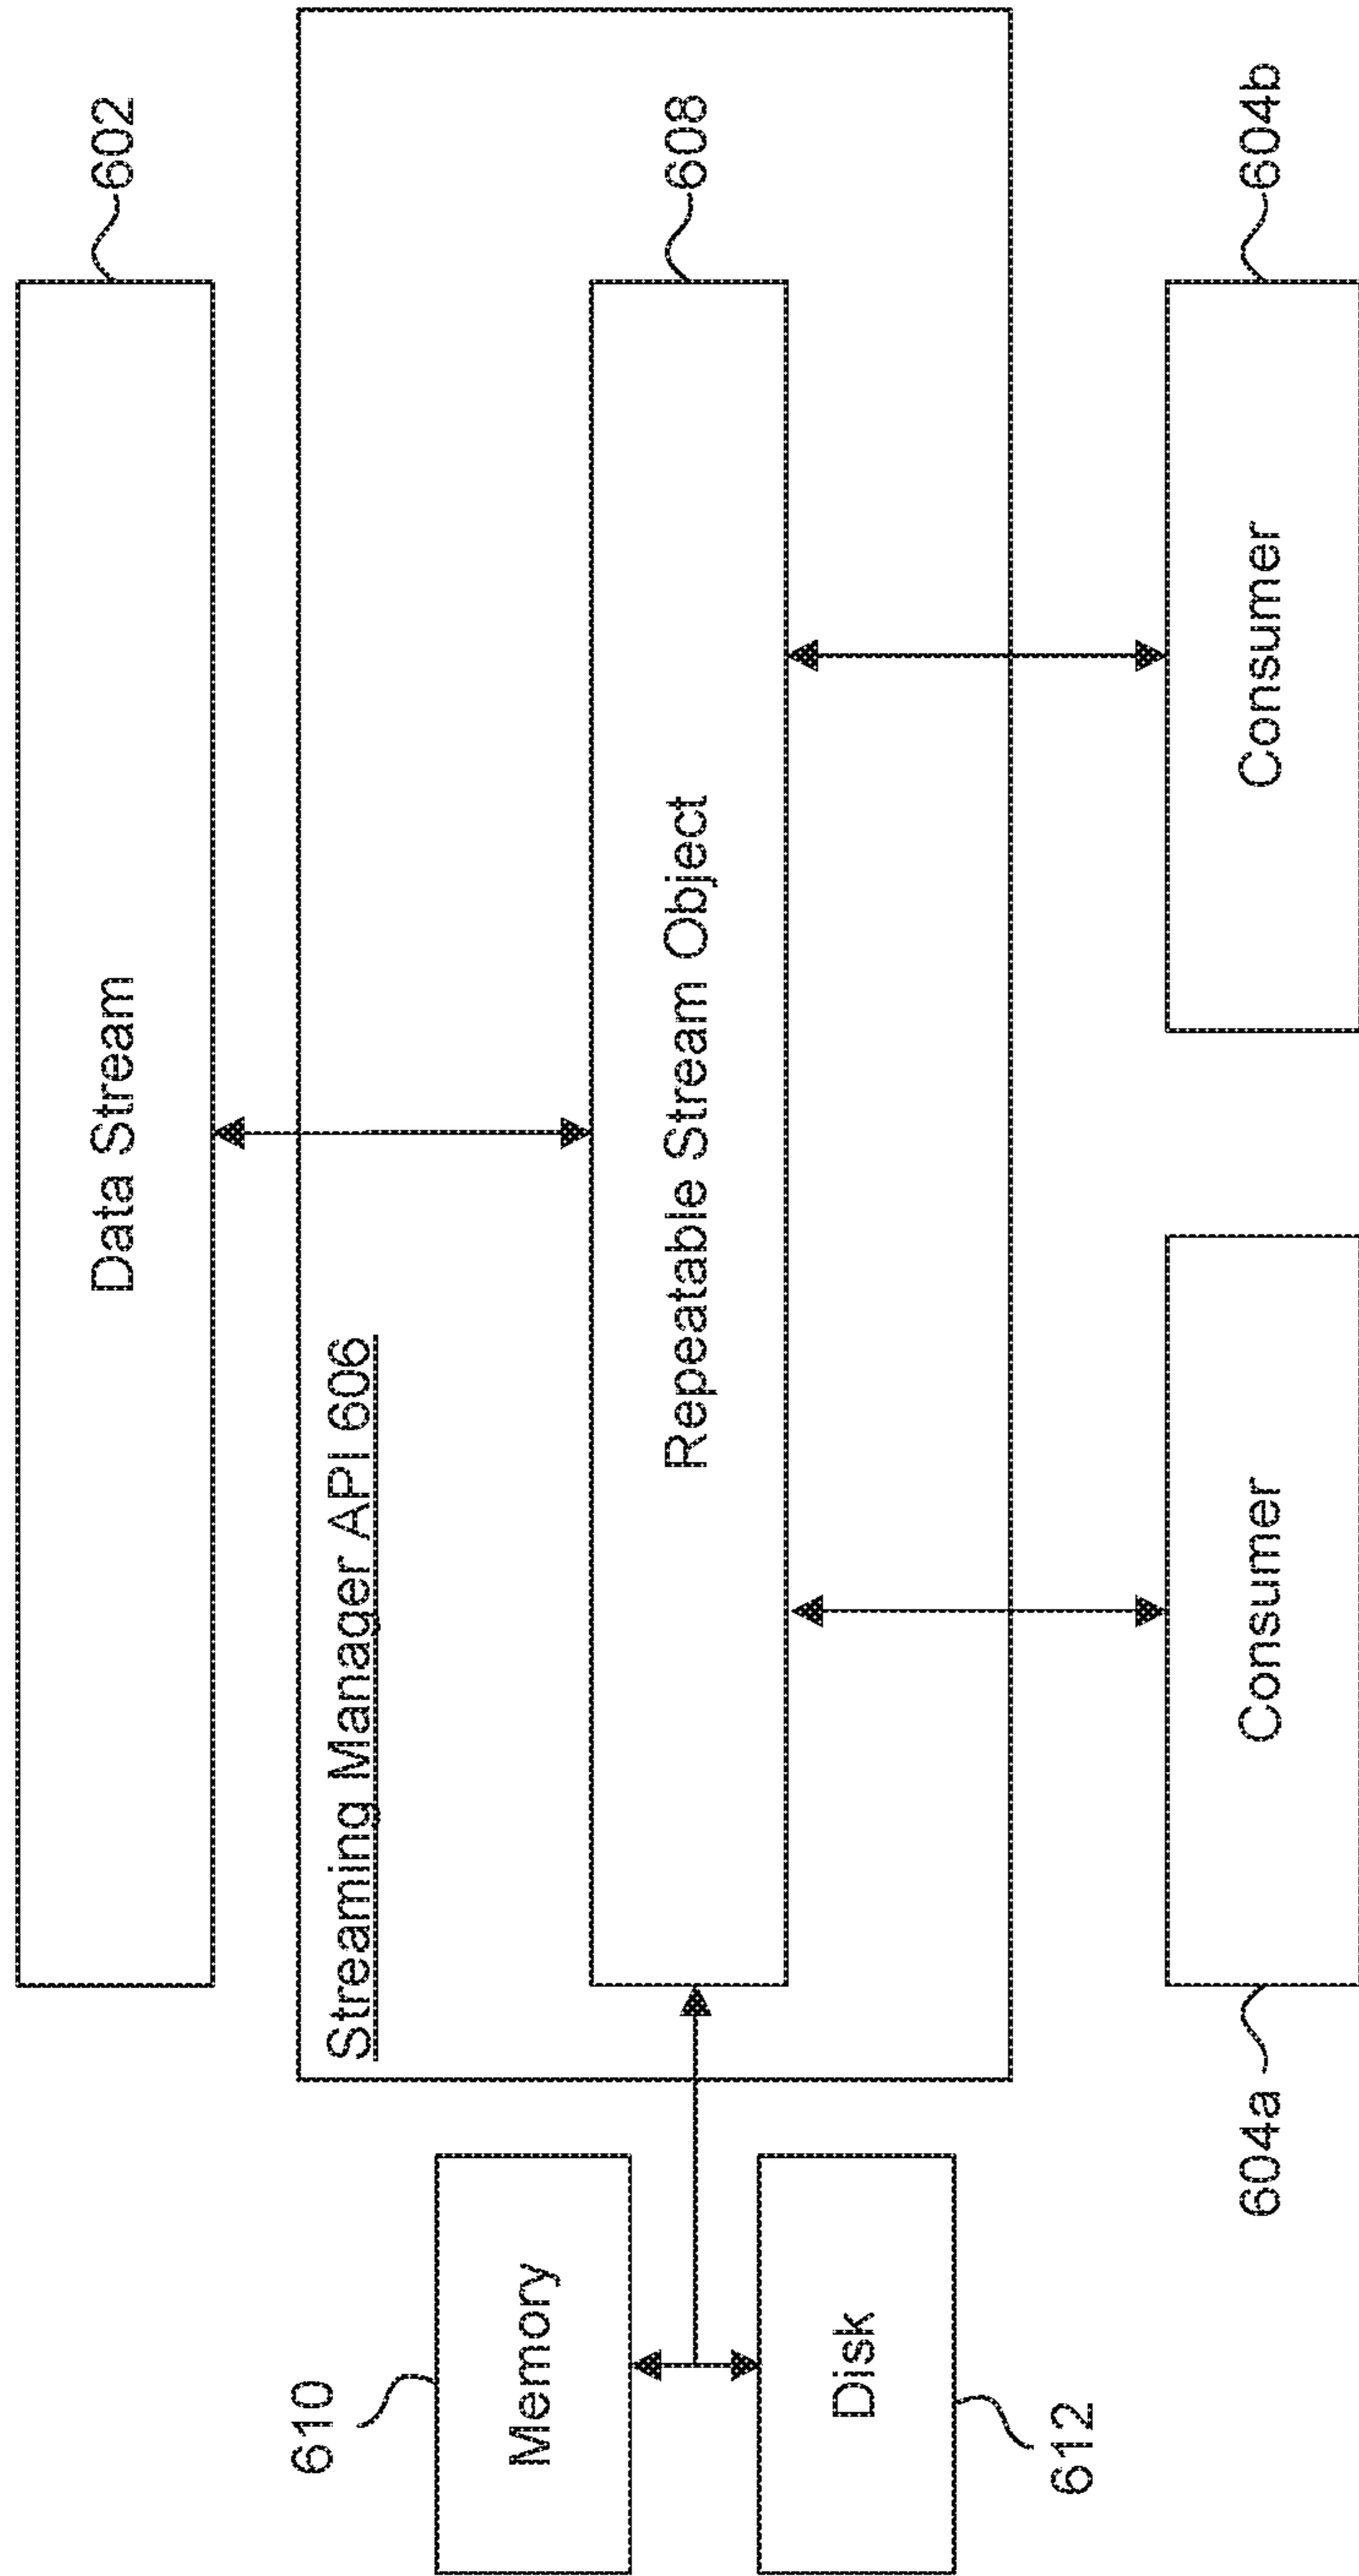 Data Stream
602
Streaming Manager API 606
610
Memory
Repeatable Stream Object
608
Disk
612
604a
Consumer
Consumer
604b